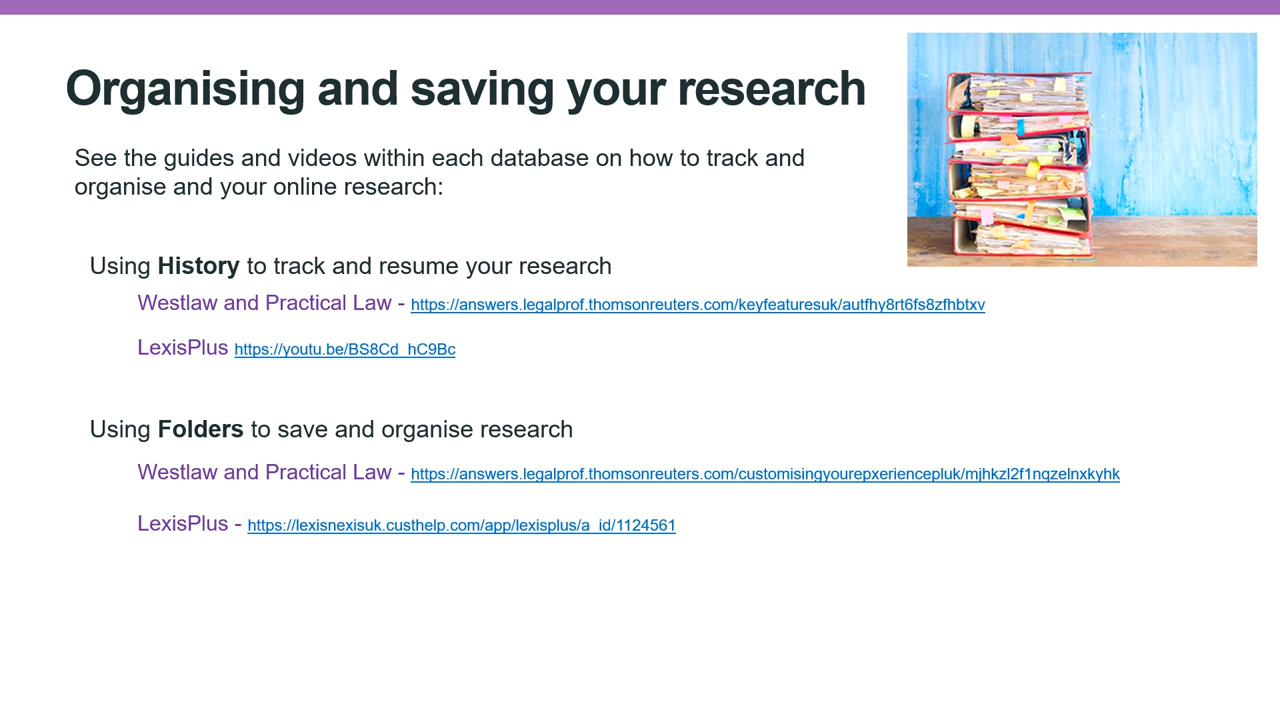 Organising and saving your research
See the guides and videos within each database on how to track and
organise and your online research:
Using History to track and resume your research
Westlaw and Practical Law - https://answers.legalprof.thomsonreuters.com/keyfeaturesuk/autfhy8rt6fs8zfhbtxv
LexisPlus https://youtu.be/BS8Cd_hC9Bc
Using Folders to save and organise research
Westlaw and Practical Law - https://answers.legalprof.thomsonreuters.com/customisingyourepxeriencepluk/mjhkzl2f1nqzelnxkyhk
LexisPlus - https://lexisnexisuk.custhelp.com/app/lexisplus/a_id/1124561